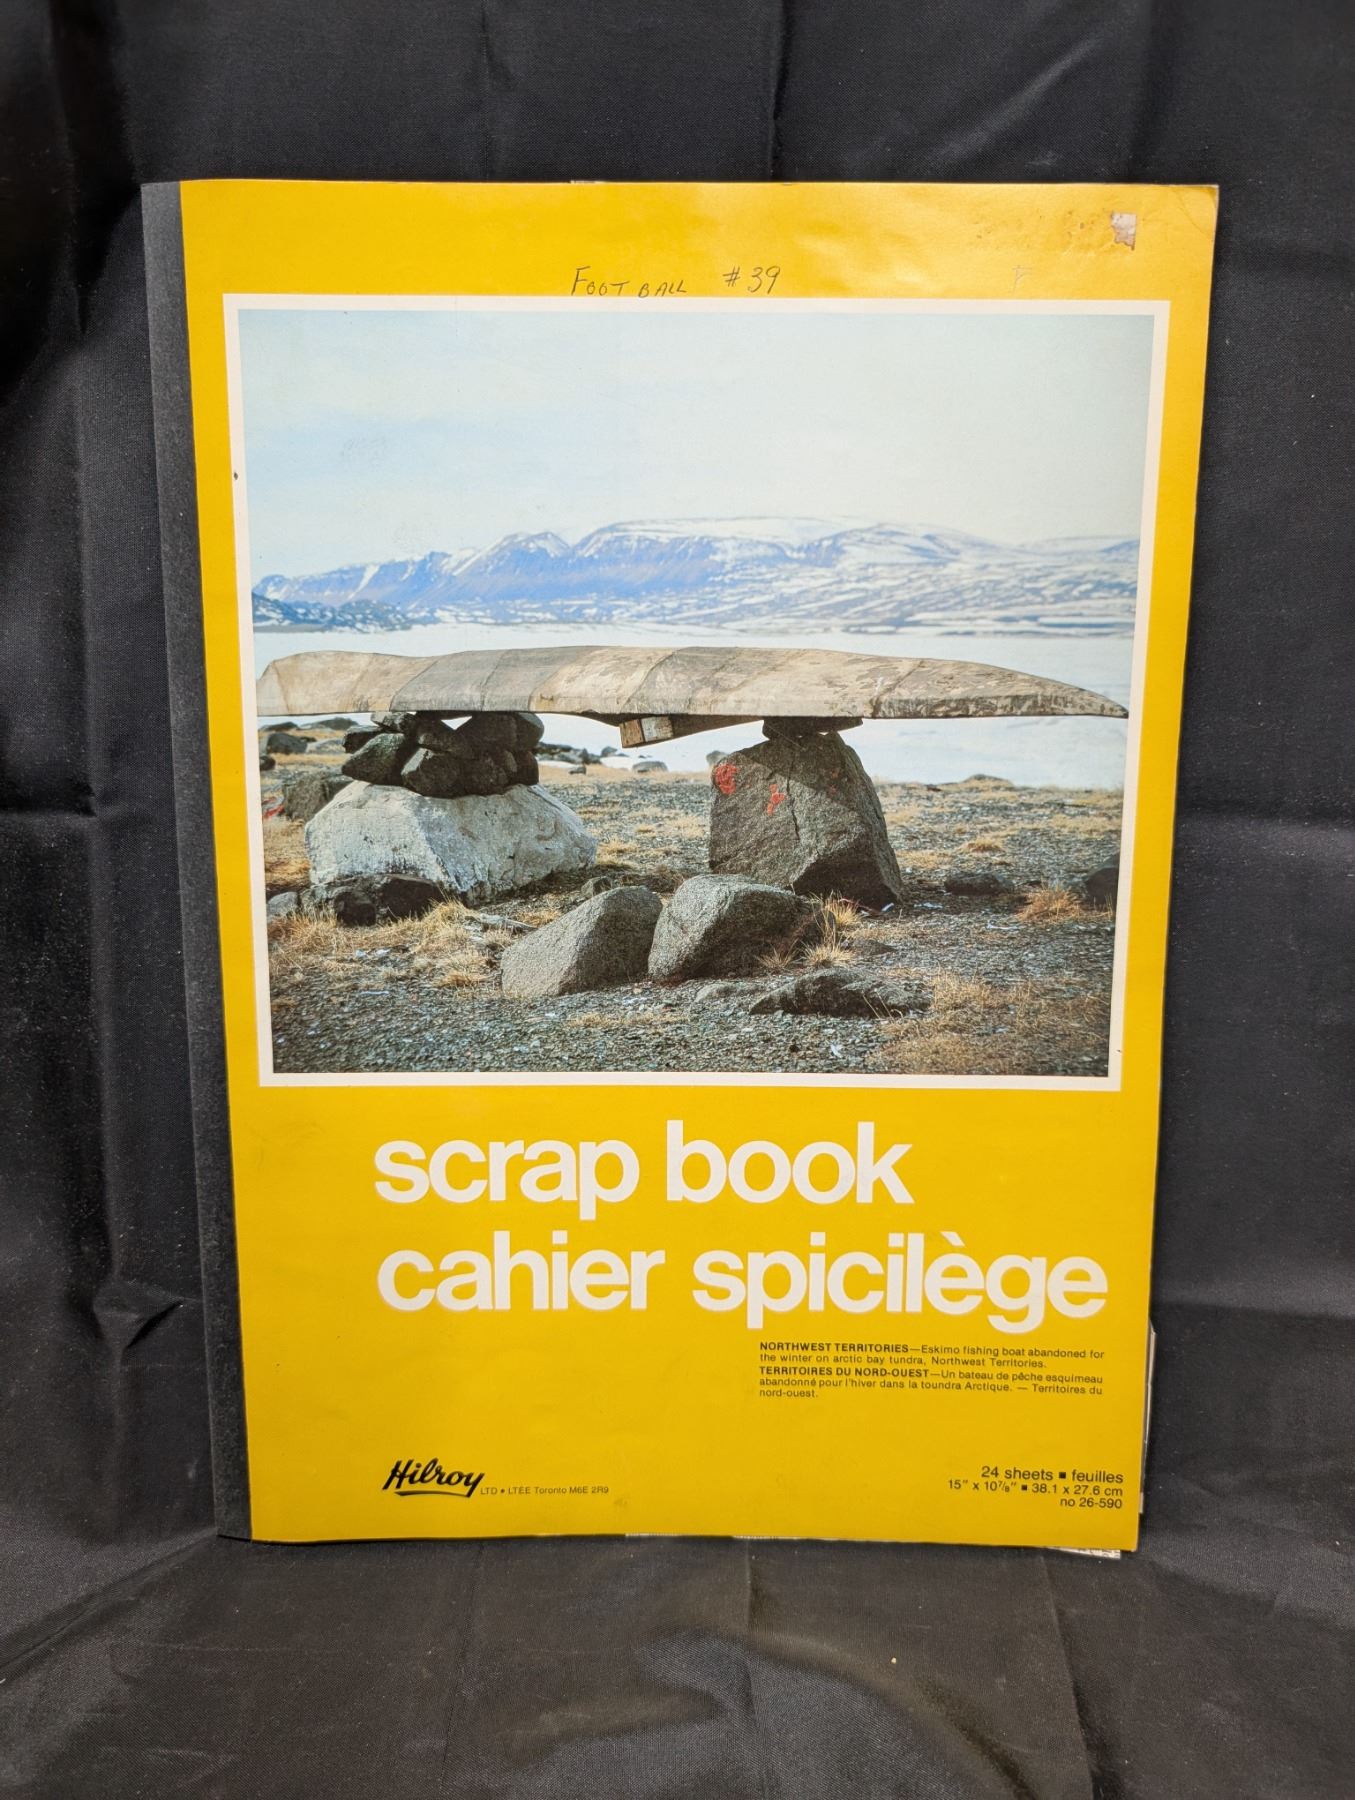 FOOTBALL #39
scrap book
cahier spicilège
NORTHWEST TERRITORIES—Eskimo fishing boat abandoned for
the winter on arctic bay tundra, Northwest Territories.
TERRITOIRES DU NORD-OUEST—Un bateau de pêche esquimeau
abandonné pour l'hiver dans la toundra Arctique. — Territoires du
nord-ouest.
Hilroy LTD • LTÉE Toronto M6E 2R9
24 sheets ■ feuilles
15" x 10⅞" ■ 38.1 x 27.6 cm
no 26-590